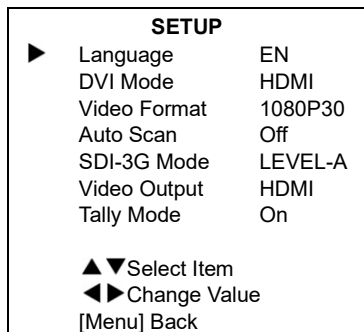 SETUP
▶ Language EN
DVI Mode HDMI
Video Format 1080P30
Auto Scan Off
SDI-3G Mode LEVEL-A
Video Output HDMI
Tally Mode On
▲▼Select Item
◀▶Change Value
[Menu] Back